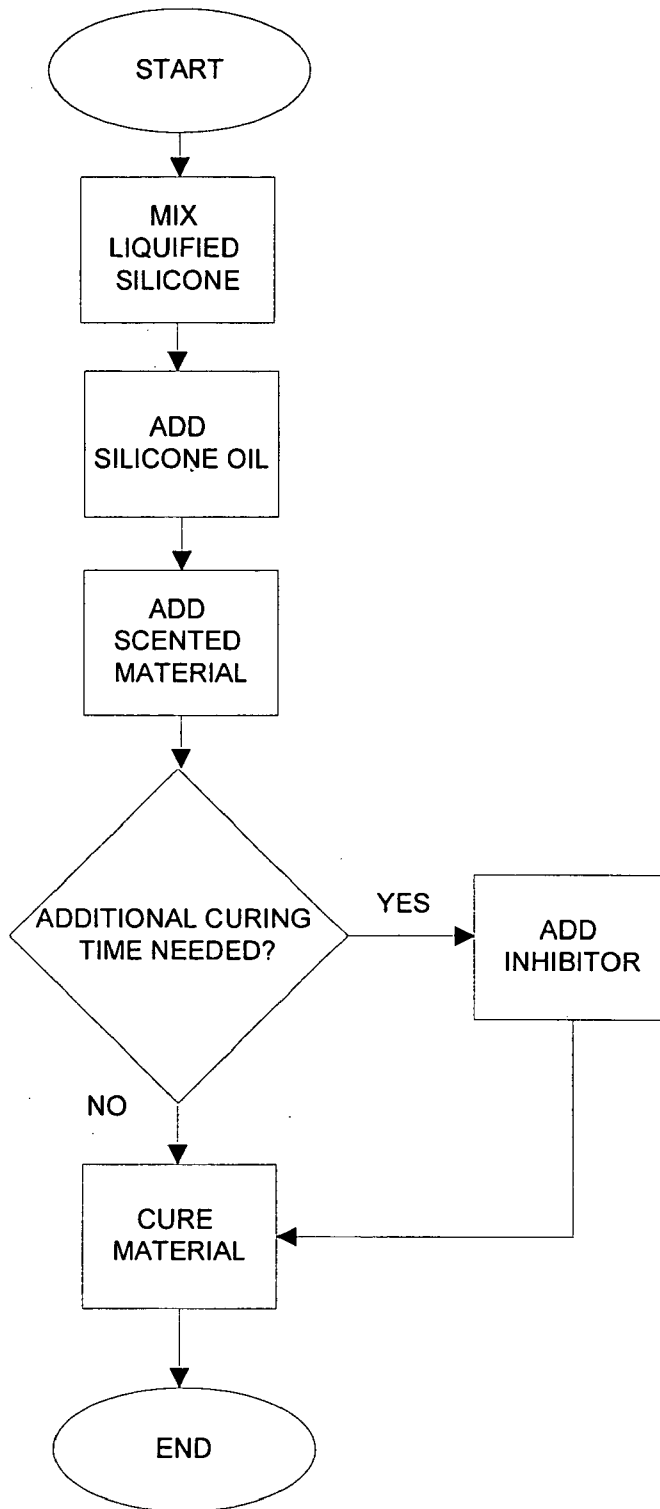 START
MIX
LIQUIFIED
SILICONE
ADD
SILICONE OIL
ADD
SCENTED
MATERIAL
ADDITIONAL CURING
TIME NEEDED?
YES
ADD
INHIBITOR
NO
CURE
MATERIAL
END